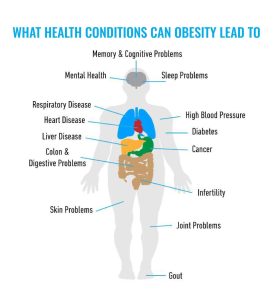 WHAT HEALTH CONDITIONS CAN OBESITY LEAD TO
Memory & Cognitive Problems
Mental Health
Sleep Problems
Respiratory Disease
High Blood Pressure
Heart Disease
Diabetes
Liver Disease
Cancer
Colon &
Digestive Problems
Infertility
Skin Problems
Joint Problems
Gout